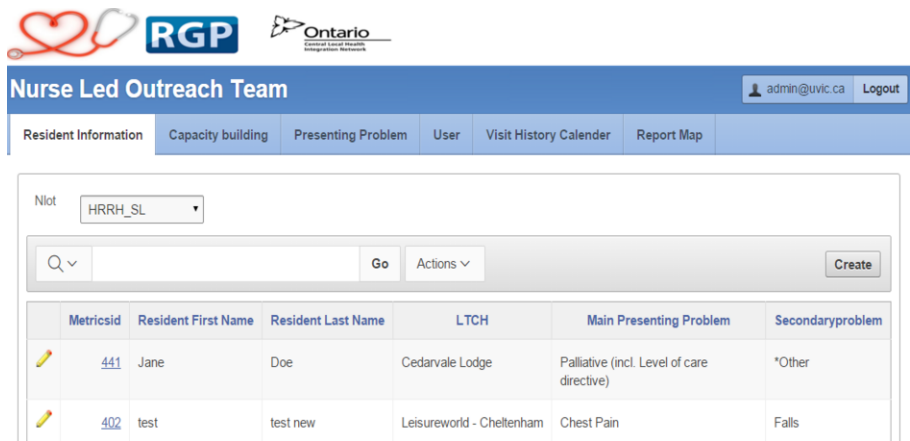 RGP
Ontario
Central Local Health
Integration Network
Nurse Led Outreach Team
admin@uvic.ca Logout
Resident Information Capacity building Presenting Problem User Visit History Calender Report Map
Nlot HRRH_SL
Go Actions Create
Metricsid Resident First Name Resident Last Name LTCH Main Presenting Problem Secondaryproblem
441 Jane Doe Cedarvale Lodge Palliative (incl. Level of care *Other
directive)
402 test test new Leisureworld - Cheltenham Chest Pain Falls